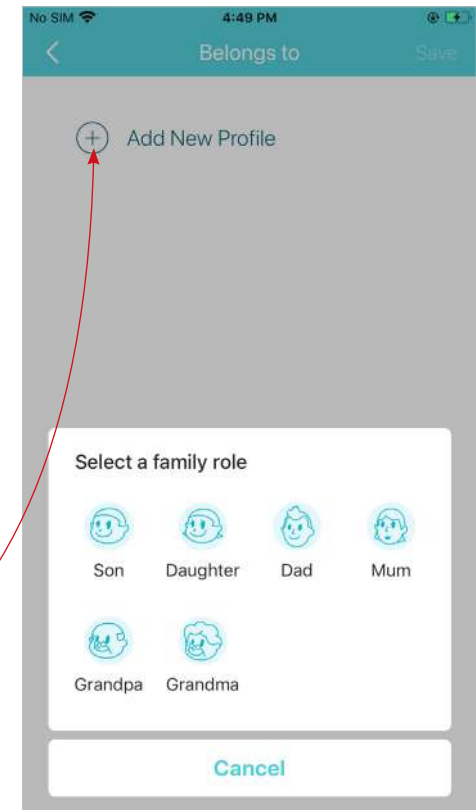 No SIM 4:49 PM
Belongs to Save
Add New Profile
Select a family role
Son Daughter Dad Mum
Grandpa Grandma
Cancel